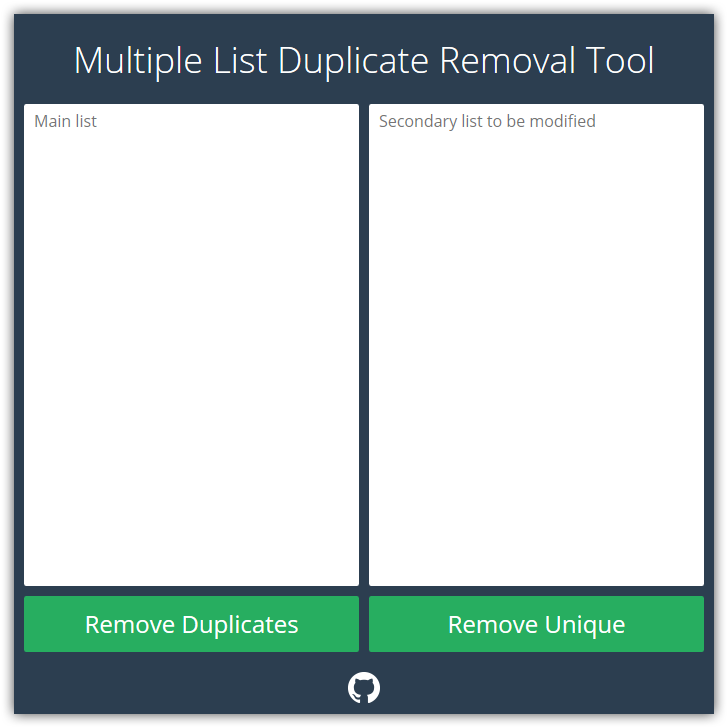 Multiple List Duplicate Removal Tool
Main list
Secondary list to be modified
Remove Duplicates
Remove Unique